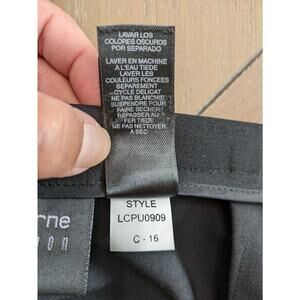 LAVAR LOS
COLORES OSCUROS
POR SEPARADO
LAVER EN MACHINE
A L'EAU TIEDE
LAVER LES
COULEURS FONCEES
SEPAREMENT
CYCLE DELICAT
NE PAS BLANCHIR
SUSPENDRE POUR
FAIRE SECHER
REPASSER AU
FER TIEDE
NE PAS NETTOYER
A SEC
STYLE
LCPU0909
C - 16
rne